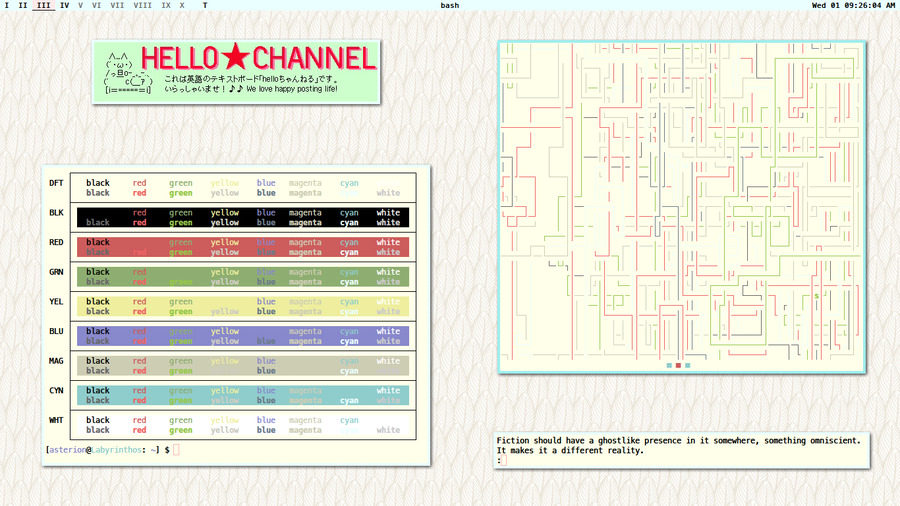 I II III IV V VI VII VIII IX X T bash Wed 01 09:26:04 AM
HELLO★CHANNEL
これは英語のテキストボード「helloちゃんねる」です。
いらっしゃいませ！♪♪ We love happy posting life!
DFT black red green yellow blue magenta cyan
black red green yellow blue magenta white
BLK red green yellow blue magenta cyan white
black red green yellow blue magenta cyan white
RED black green yellow blue magenta cyan white
black red green yellow blue magenta cyan white
GRN black red yellow blue magenta cyan white
black red green yellow blue magenta cyan white
YEL black red green blue magenta cyan white
black red green yellow blue magenta cyan white
BLU black red green yellow magenta cyan white
black red green yellow blue magenta cyan white
MAG black red green yellow blue cyan white
black red green blue cyan
CYN black red green yellow blue magenta white
black red green yellow blue magenta cyan white
WHT black red green yellow blue magenta cyan
black red green yellow blue magenta white
[asterion@Labyrinthos: ~] $
Fiction should have a ghostlike presence in it somewhere, something omniscient.
It makes it a different reality.
: